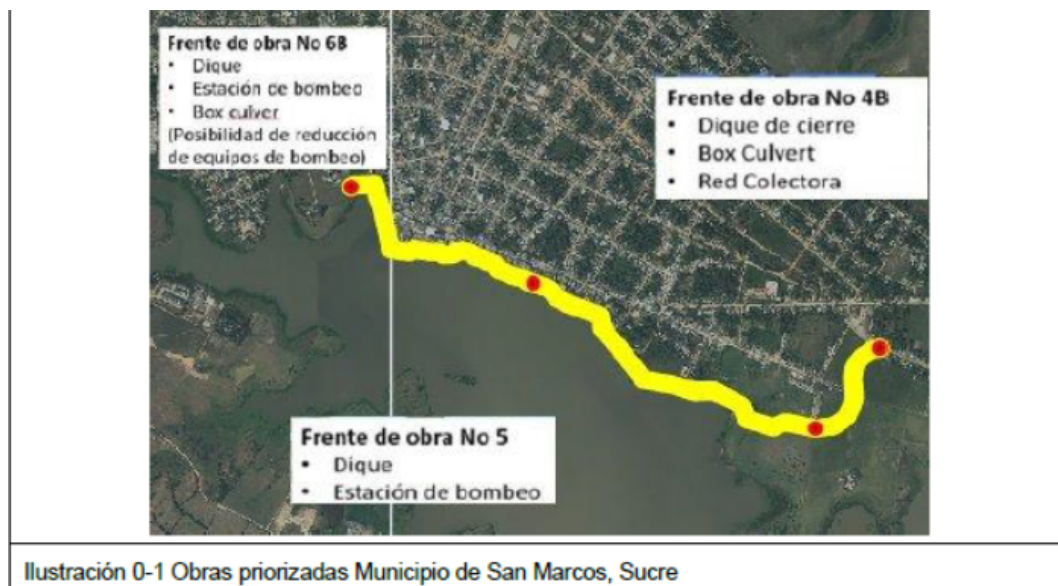 Frente de obra No 6B
• Dique
• Estación de bombeo
• Box culver
(Posibilidad de reducción
de equipos de bombeo)
Frente de obra No 4B
• Dique de cierre
• Box Culvert
• Red Colectora
Frente de obra No 5
• Dique
• Estación de bombeo
Ilustración 0-1 Obras priorizadas Municipio de San Marcos, Sucre